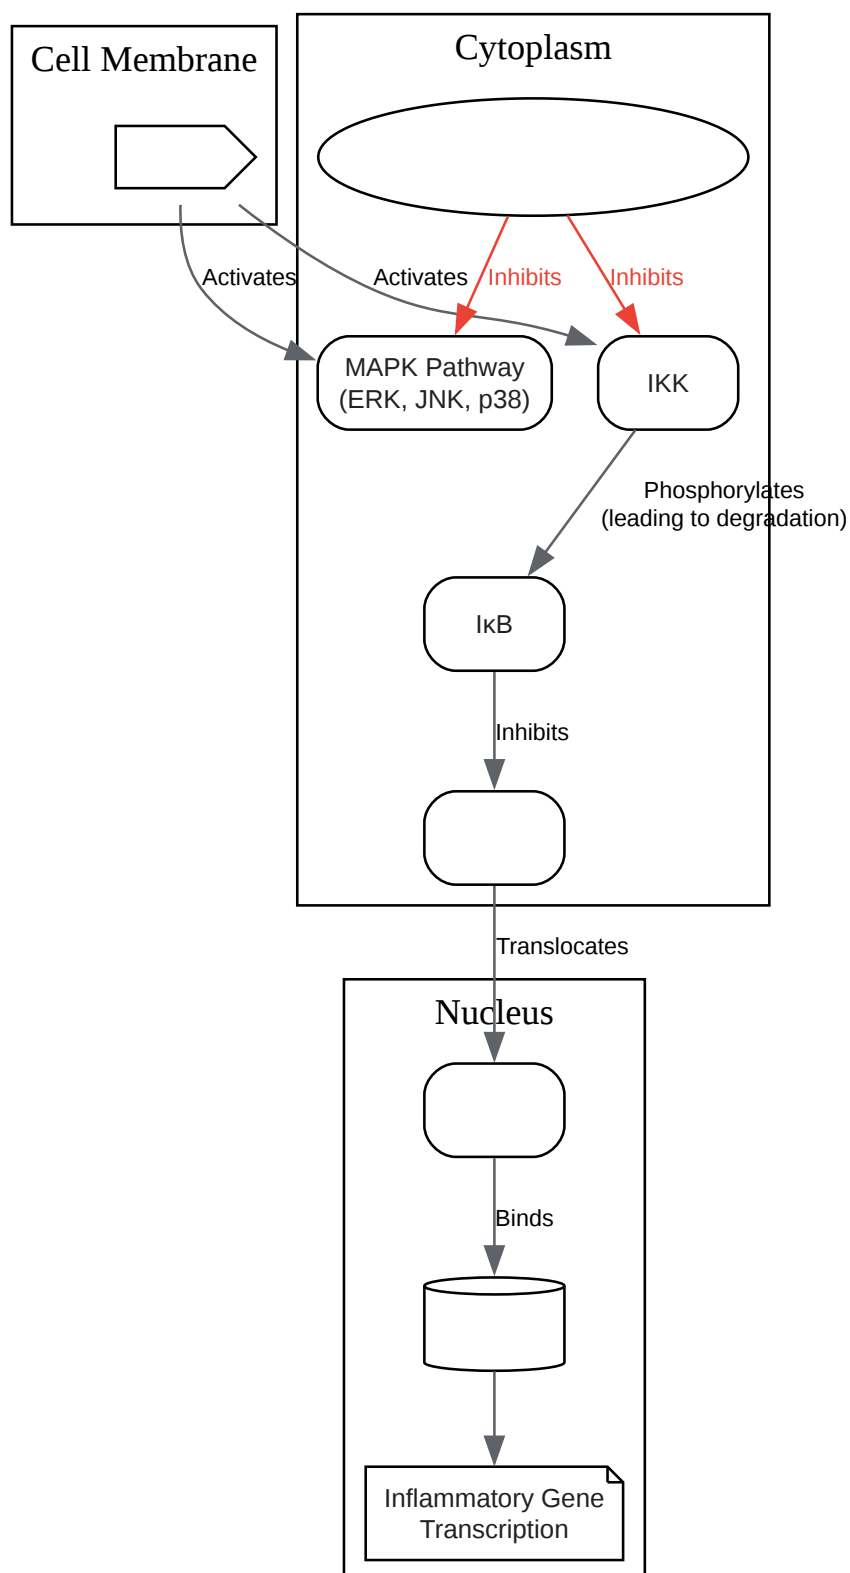 Cell Membrane
Cytoplasm
Activates
Activates
Inhibits
Inhibits
MAPK Pathway
(ERK, JNK, p38)
IKK
Phosphorylates
(leading to degradation)
IκB
Inhibits
Translocates
Nucleus
Binds
Inflammatory Gene
Transcription